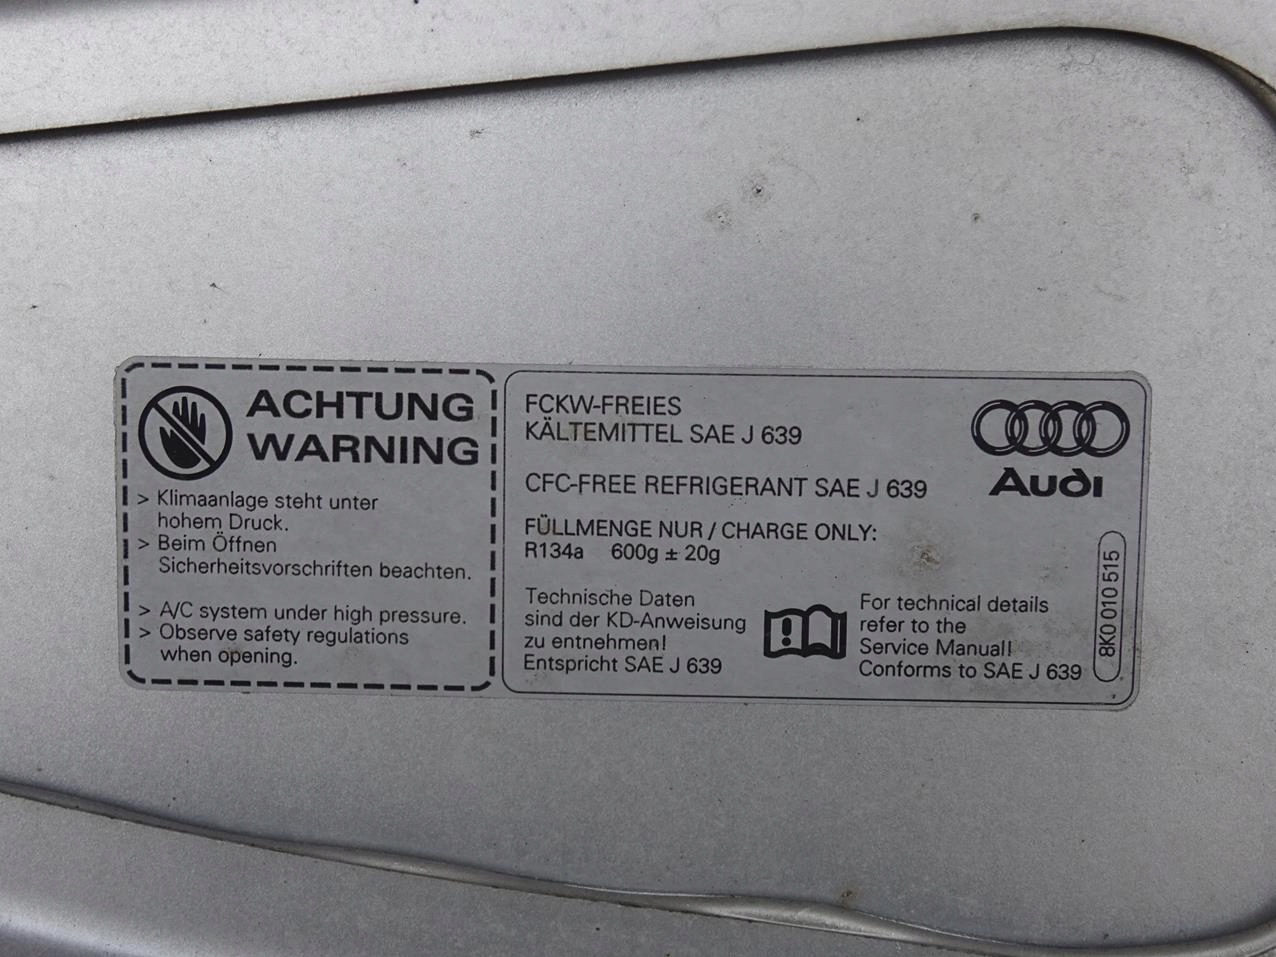 ACHTUNG
WARNING
> Klimaanlage steht unter
hohem Druck.
> Beim Öffnen
Sicherheitsvorschriften beachten.
> A/C system under high pressure.
> Observe safety regulations
when opening.
FCKW-FREIES
KÄLTEMITTEL SAE J 639
CFC-FREE REFRIGERANT SAE J 639
FÜLLMENGE NUR / CHARGE ONLY:
R134a 600g ± 20g
Technische Daten
sind der KD-Anweisung
zu entnehmen!
Entspricht SAE J 639
!
For technical details
refer to the
Service Manual!
Conforms to SAE J 639
Audi
8K0 010 515